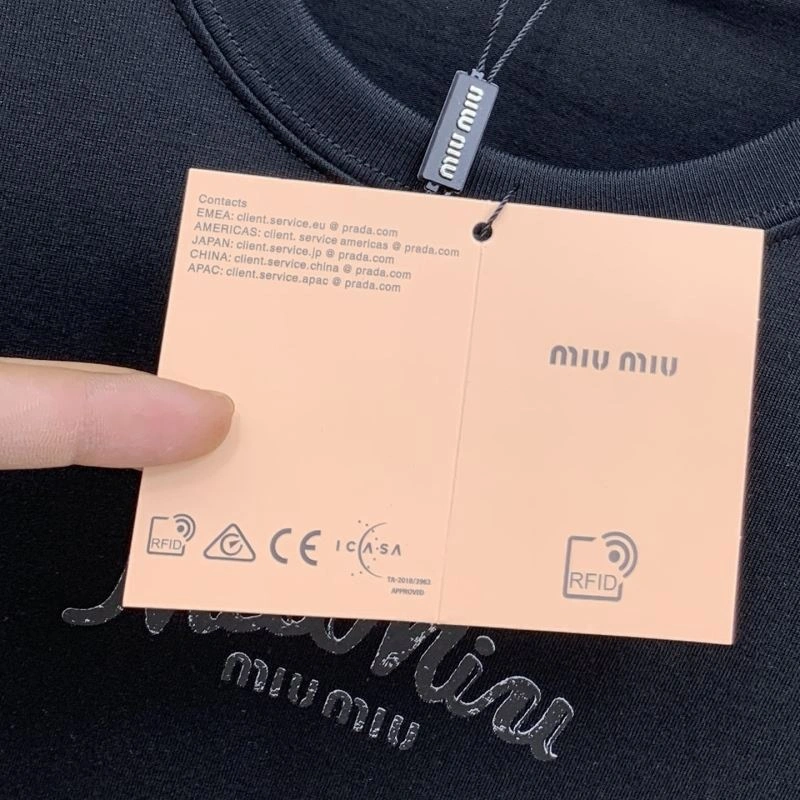 MIU MIU
Contacts
EMEA: client.service.eu @ prada.com
AMERICAS: client. service americas @ prada.com
JAPAN: client.service.jp @ prada.com
CHINA: client.service.china @ prada.com
APAC: client.service.apac @ prada.com
miu miu
RFID
CE
ICASA
TA-2018/3963
APPROVED
RFID
Miu Miu
miu miu